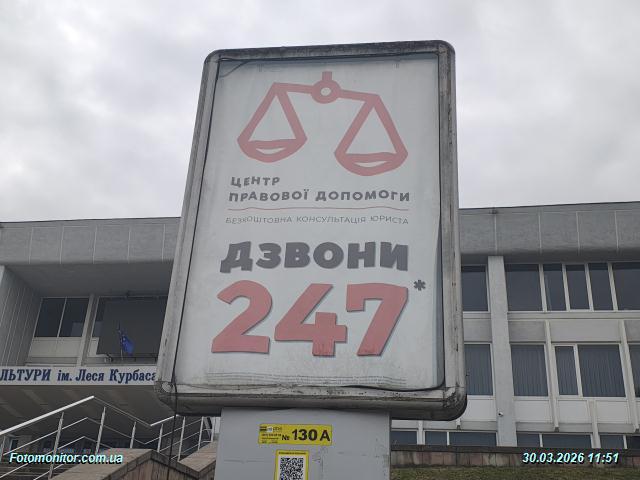 ЦЕНТР
ПРАВОВОЇ ДОПОМОГИ
БЕЗКОШТОВНА КОНСУЛЬТАЦІЯ ЮРИСТА
ДЗВОНИ
247*
ЛЬТУРИ ім. Леся Курбаса
№ 130А
Fotomonitor.com.ua
30.03.2026 11:51